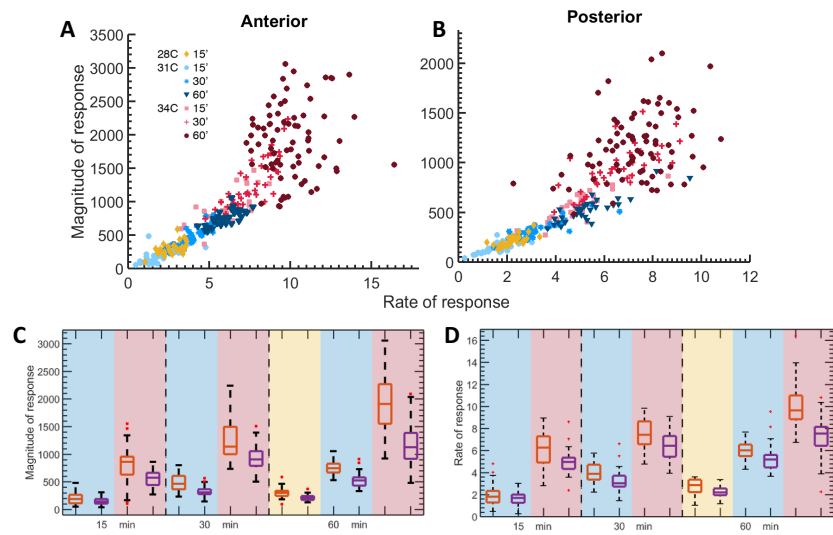 A
Anterior
B
Posterior
Magnitude of response
3500
3000
2500
2000
1500
1000
500
0
28C 15’
31C 15’
30’
60’
34C 15’
30’
60’
0 5 10 15
2000
1500
1000
500
0
0 2 4 6 8 10 12
Rate of response
C
Magnitude of response
3000
2500
2000
1500
1000
500
0
15 min 30 min 60 min
D
Rate of response
16
14
12
10
8
6
4
2
0
15 min 30 min 60 min